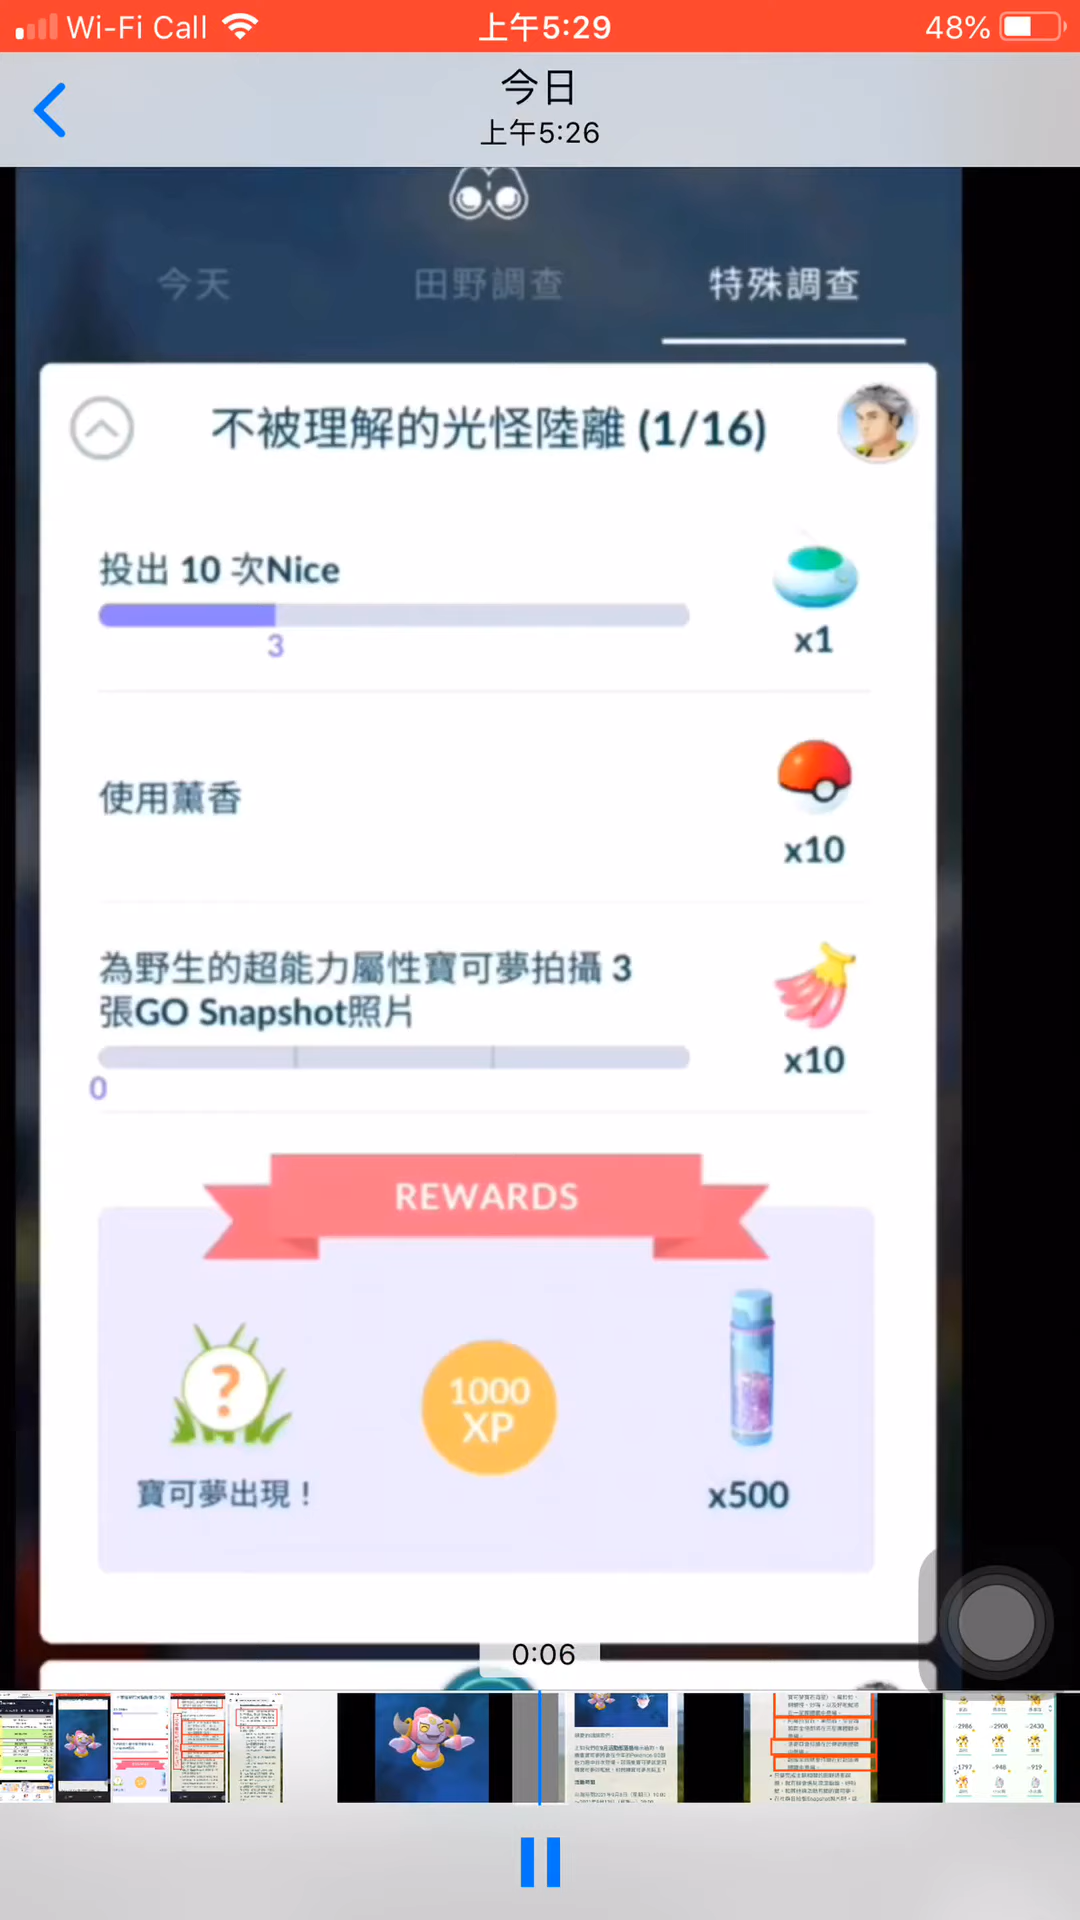 Wi-Fi Call
上午5:29
48%
今日
上午5:26
今天
田野調查
特殊調查
不被理解的光怪陸離 (1/16)
投出 10 次Nice
3
x1
使用薰香
x10
為野生的超能力屬性寶可夢拍攝 3
張GO Snapshot照片
0
x10
REWARDS
?
1000
XP
寶可夢出現！
x500
0:06